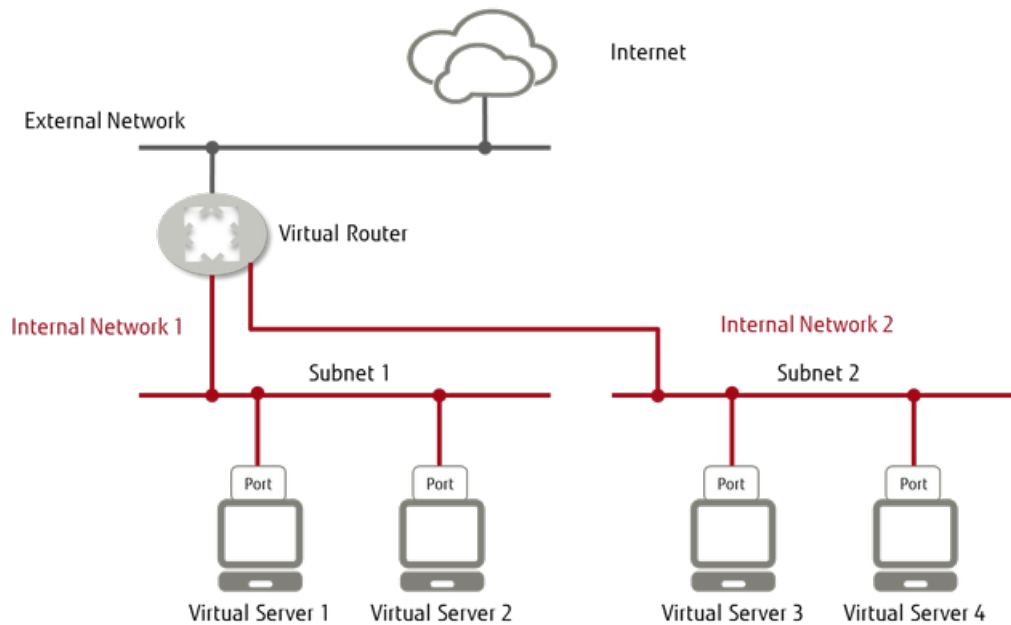 Internet
External Network
Virtual Router
Internal Network 1
Internal Network 2
Subnet 1
Subnet 2
Port
Port
Port
Port
Virtual Server 1
Virtual Server 2
Virtual Server 3
Virtual Server 4